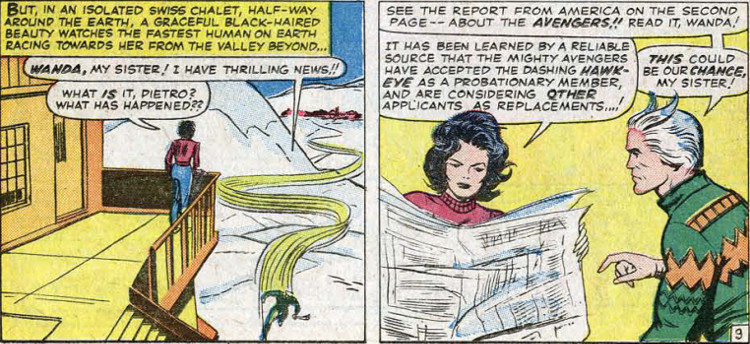 BUT, IN AN ISOLATED SWISS CHALET, HALF-WAY
AROUND THE EARTH, A GRACEFUL BLACK-HAIRED
BEAUTY WATCHES THE FASTEST HUMAN ON EARTH
RACING TOWARDS HER FROM THE VALLEY BEYOND...
WANDA, MY SISTER! I HAVE THRILLING NEWS!!
WHAT IS IT, PIETRO?
WHAT HAS HAPPENED??
SEE THE REPORT FROM AMERICA ON THE SECOND
PAGE-- ABOUT THE AVENGERS!! READ IT, WANDA!
IT HAS BEEN LEARNED BY A RELIABLE
SOURCE THAT THE MIGHTY AVENGERS
HAVE ACCEPTED THE DASHING HAWK-
EYE AS A PROBATIONARY MEMBER,
AND ARE CONSIDERING OTHER
APPLICANTS AS REPLACEMENTS....!
THIS COULD
BE OUR CHANCE,
MY SISTER!
3